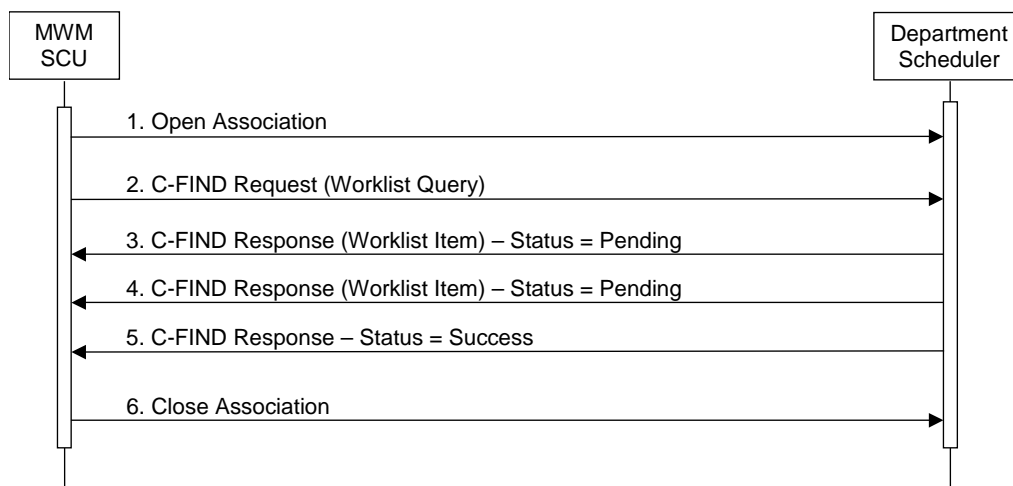 MWM
SCU
Department
Scheduler
1. Open Association
2. C-FIND Request (Worklist Query)
3. C-FIND Response (Worklist Item) – Status = Pending
4. C-FIND Response (Worklist Item) – Status = Pending
5. C-FIND Response – Status = Success
6. Close Association